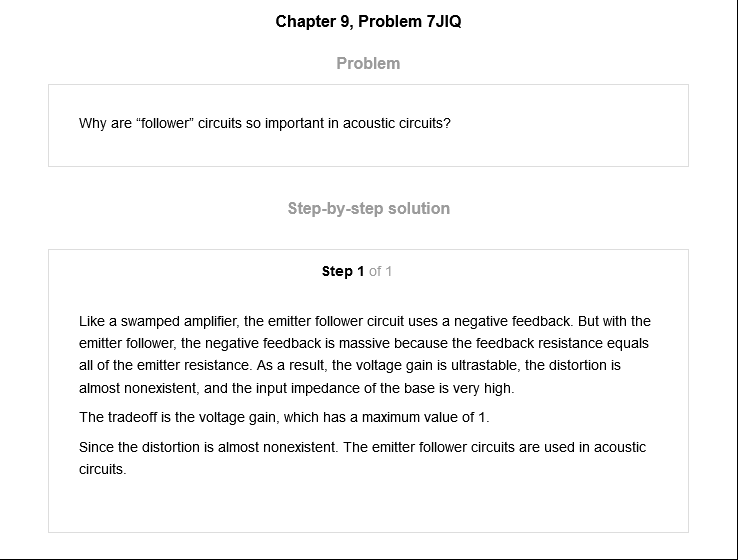 Chapter 9, Problem 7JIQ
Problem
Why are “follower” circuits so important in acoustic circuits?
Step-by-step solution
Step 1 of 1
Like a swamped amplifier, the emitter follower circuit uses a negative feedback. But with the
emitter follower, the negative feedback is massive because the feedback resistance equals
all of the emitter resistance. As a result, the voltage gain is ultrastable, the distortion is
almost nonexistent, and the input impedance of the base is very high.
The tradeoff is the voltage gain, which has a maximum value of 1.
Since the distortion is almost nonexistent. The emitter follower circuits are used in acoustic
circuits.